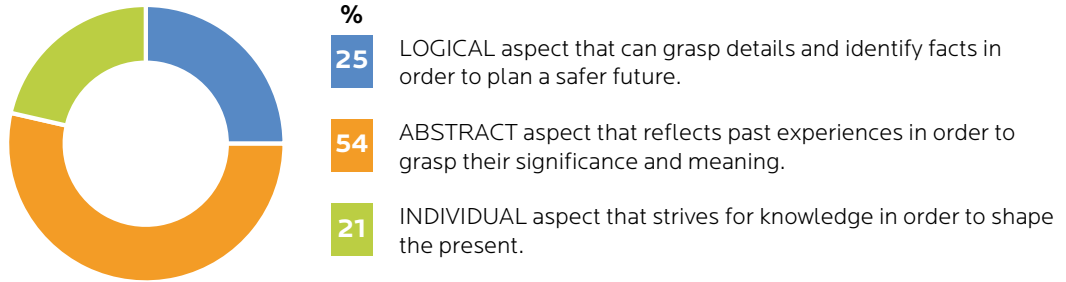 %
25
LOGICAL aspect that can grasp details and identify facts in
order to plan a safer future.
54
ABSTRACT aspect that reflects past experiences in order to
grasp their significance and meaning.
21
INDIVIDUAL aspect that strives for knowledge in order to shape
the present.